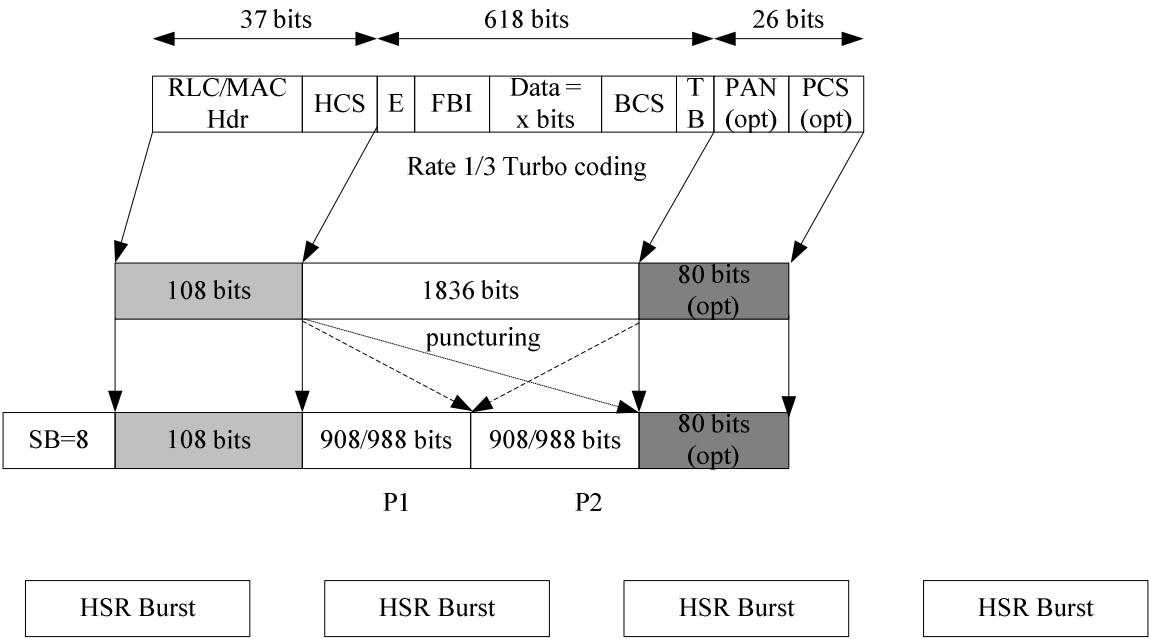 37 bits 618 bits 26 bits
RLC/MAC Hdr HCS E FBI Data = x bits BCS T B PAN (opt) PCS (opt)
Rate 1/3 Turbo coding
108 bits 1836 bits 80 bits (opt)
puncturing
SB=8 108 bits 908/988 bits 908/988 bits 80 bits (opt)
P1 P2
HSR Burst HSR Burst HSR Burst HSR Burst